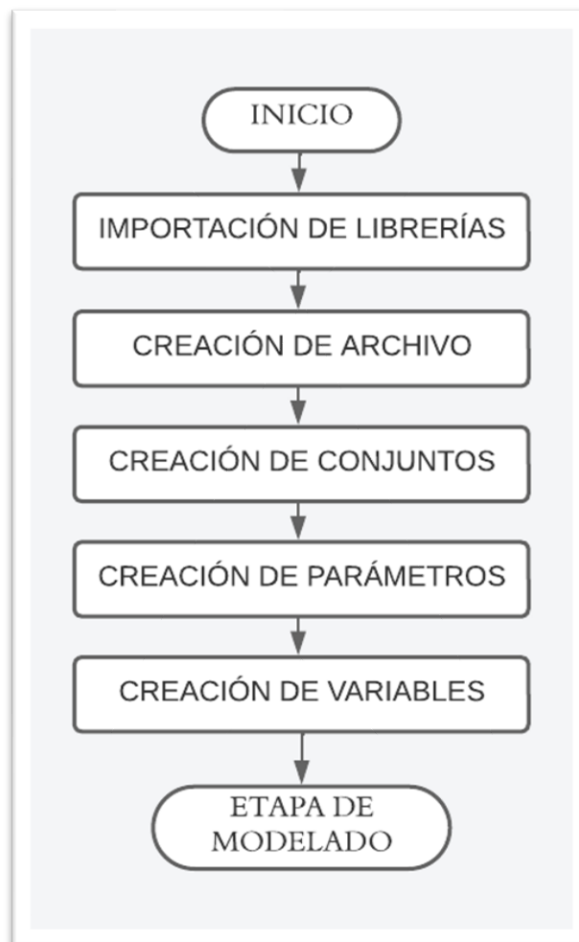 INICIO
IMPORTACIÓN DE LIBRERÍAS
CREACIÓN DE ARCHIVO
CREACIÓN DE CONJUNTOS
CREACIÓN DE PARÁMETROS
CREACIÓN DE VARIABLES
ETAPA DE
MODELADO